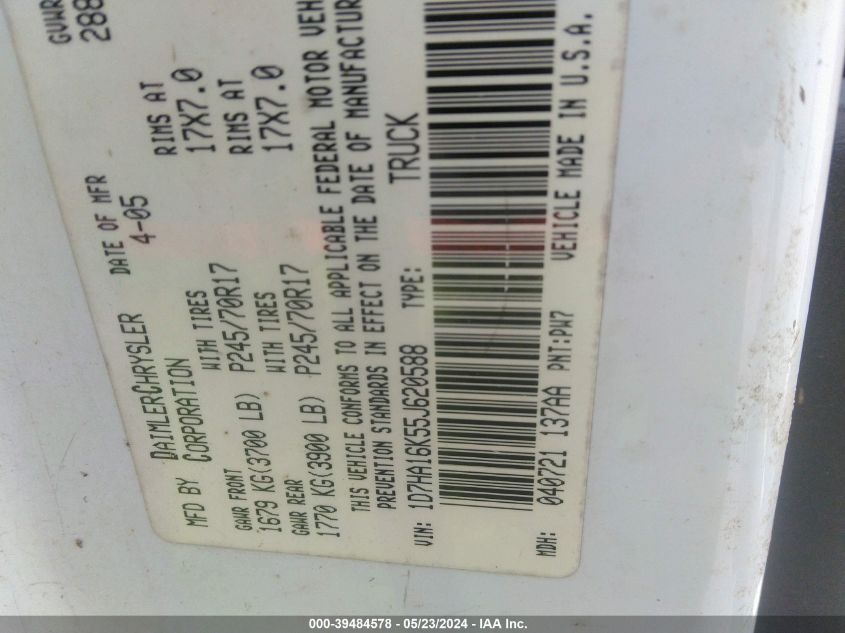 MFD BY DAIMLERCHRYSLER CORPORATION
DATE OF MFR
4-05
GVWR
288
GAWR FRONT
1679 KG(3700 LB)
WITH TIRES
P245/70R17
RIMS AT
17X7.0
GAWR REAR
1770 KG(3900 LB)
WITH TIRES
P245/70R17
RIMS AT
17X7.0
THIS VEHICLE CONFORMS TO ALL APPLICABLE FEDERAL MOTOR VEH
PREVENTION STANDARDS IN EFFECT ON THE DATE OF MANUFACTUR
VIN: 1D7HA16K55J620588 TYPE: TRUCK
MDH: 040721 137AA PNT:PW7 VEHICLE MADE IN U.S.A.
000-39484578 - 05/23/2024 - IAA Inc.